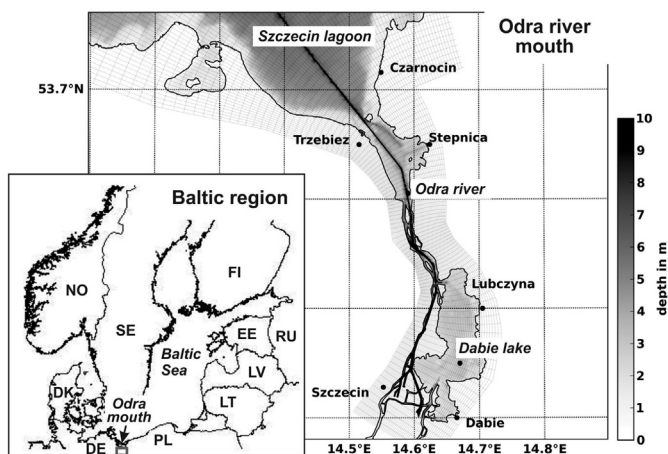 Odra river
mouth
Szczecin lagoon
Czarnocin
53.7°N
Trzebiez
Stepnica
Odra river
Lubczyna
Dabie lake
Szczecin
Dabie
14.5°E
14.6°E
14.7°E
14.8°E
10
9
8
7
6
5
4
3
2
1
0
depth in m
Baltic region
NO
SE
FI
Baltic
Sea
EE
RU
LV
LT
DK
Odra
mouth
DE
PL